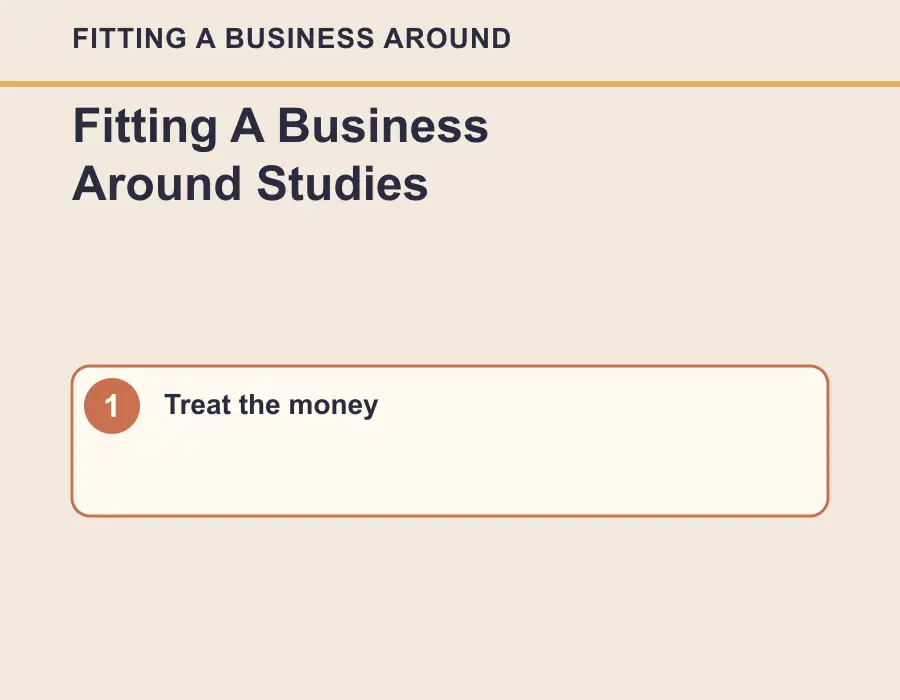 FITTING A BUSINESS AROUND
Fitting A Business
Around Studies
1
Treat the money